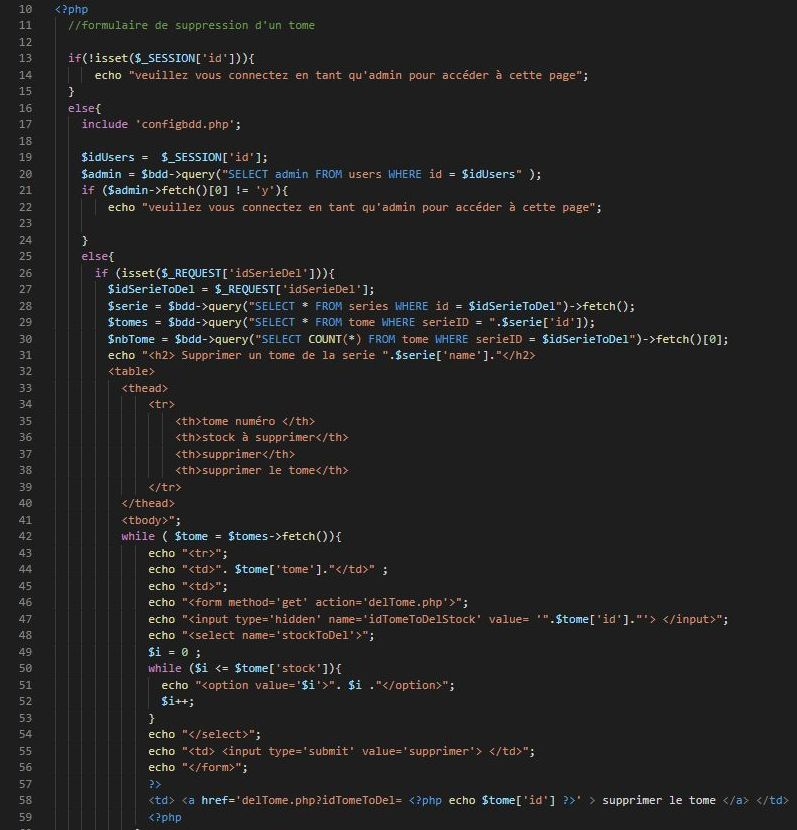 10 <?php
11 //formulaire de suppression d'un tome
12
13 if(!isset($_SESSION['id'])){
14 echo "veuillez vous connectez en tant qu'admin pour accéder à cette page";
15 }
16 else{
17 include 'configbdd.php';
18
19 $idUsers =  $_SESSION['id'];
20 $admin = $bdd->query("SELECT admin FROM users WHERE id = $idUsers" );
21 if ($admin->fetch()[0] != 'y'){
22 echo "veuillez vous connectez en tant qu'admin pour accéder à cette page";
23
24 }
25 else{
26 if (isset($_REQUEST['idSerieDel'])){
27 $idSerieToDel = $_REQUEST['idSerieDel'];
28 $serie = $bdd->query("SELECT * FROM series WHERE id = $idSerieToDel")->fetch();
29 $tomes = $bdd->query("SELECT * FROM tome WHERE serieID = ".$serie['id']);
30 $nbTome = $bdd->query("SELECT COUNT(*) FROM tome WHERE serieID = $idSerieToDel")->fetch()[0];
31 echo "<h2> Supprimer un tome de la serie ".$serie['name']."</h2>
32 <table>
33 <thead>
34 <tr>
35 <th>tome numéro </th>
36 <th>stock à supprimer</th>
37 <th>supprimer</th>
38 <th>supprimer le tome</th>
39 </tr>
40 </thead>
41 <tbody>";
42 while ( $tome = $tomes->fetch()){
43 echo "<tr>";
44 echo "<td>". $tome['tome']."</td>" ;
45 echo "<td>";
46 echo "<form method='get' action='delTome.php'>";
47 echo "<input type='hidden' name='idTomeToDelStock' value= '".$tome['id']."'> </input>";
48 echo "<select name='stockToDel'>";
49 $i = 0 ;
50 while ($i <= $tome['stock']){
51 echo "<option value='$i'>". $i ."</option>";
52 $i++;
53 }
54 echo "</select>";
55 echo "<td> <input type='submit' value='supprimer'> </td>";
56 echo "</form>";
57 ?>
58 <td> <a href='delTome.php?idTomeToDel= <?php echo $tome['id'] ?>' > supprimer le tome </a> </td>
59 <?php